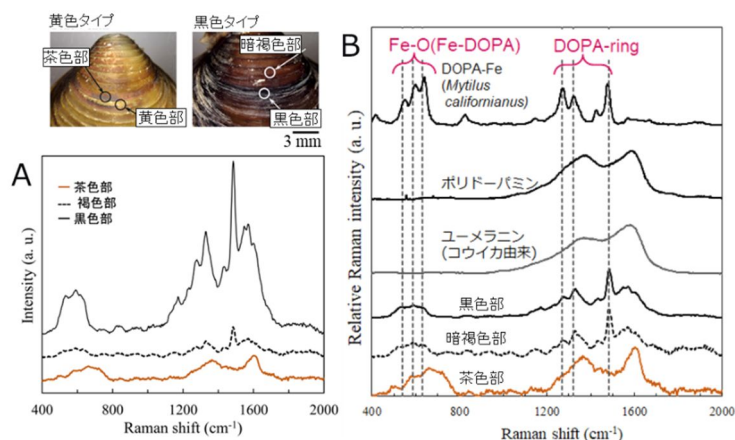 黄色タイプ
黒色タイプ
茶色部
黄色部
暗褐色部
黒色部
3 mm
A
茶色部
褐色部
黒色部
Intensity (a. u.)
400 800 1200 1600 2000
Raman shift (cm⁻¹)
B
Fe-O(Fe-DOPA)
DOPA-ring
DOPA-Fe
(Mytilus
californianus)
ポリドーパミン
ユーメラニン
(コウイカ由来)
黒色部
暗褐色部
茶色部
Relative Raman intensity (a. u.)
400 800 1200 1600 2000
Raman shift (cm⁻¹)